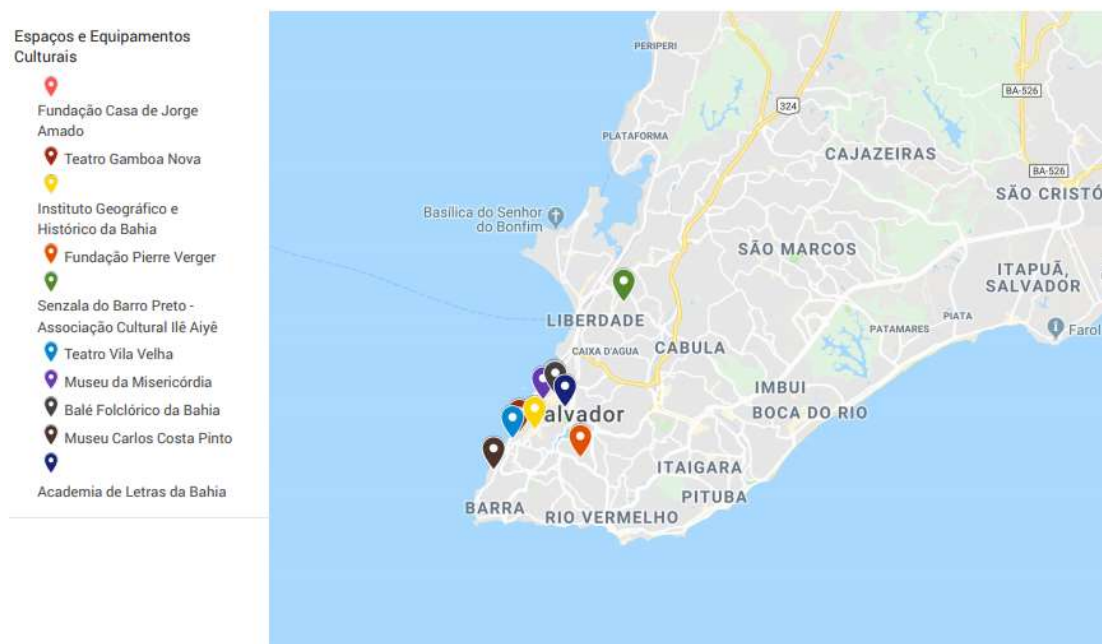 Espaços e Equipamentos
Culturais
Fundação Casa de Jorge
Amado
Teatro Gamboa Nova
Instituto Geográfico e
Histórico da Bahia
Fundação Pierre Verger
Senzala do Barro Preto -
Associação Cultural Ilê Aiyê
Teatro Vila Velha
Museu da Misericórdia
Balé Folclórico da Bahia
Museu Carlos Costa Pinto
Academia de Letras da Bahia
PERIPERI
BA-526
324
PLATAFORMA
CAJAZEIRAS
BA-526
SÃO CRISTÓ
Basílica do Senhor
do Bonfim
SÃO MARCOS
ITAPUÃ,
SALVADOR
LIBERDADE
PIATA
PATAMARES
Farol
CAIXA D'AGUA
CABULA
IMBUI
BOCA DO RIO
alvador
ITAIGARA
PITUBA
BARRA
RIO VERMELHO